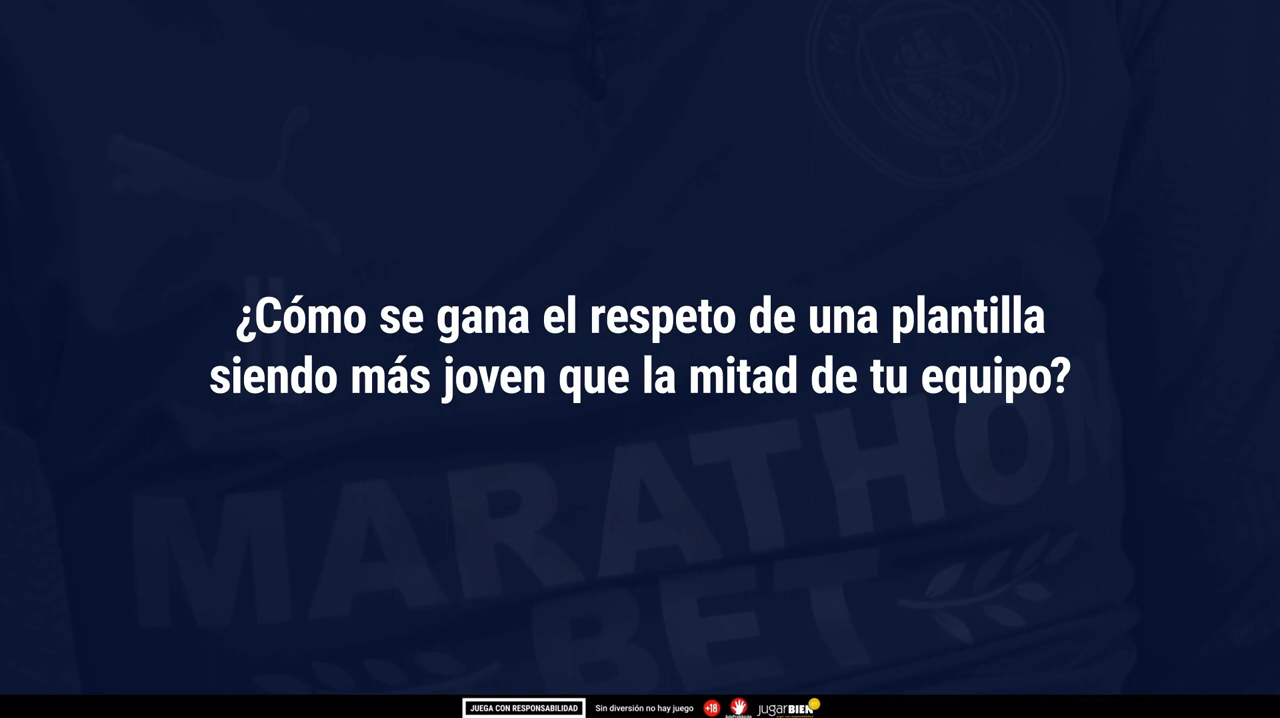 CITY
¿Cómo se gana el respeto de una plantilla
siendo más joven que la mitad de tu equipo?
MARATHON
BET
JUEGA CON RESPONSABILIDAD
Sin diversión no hay juego
+18
jugarBIEN